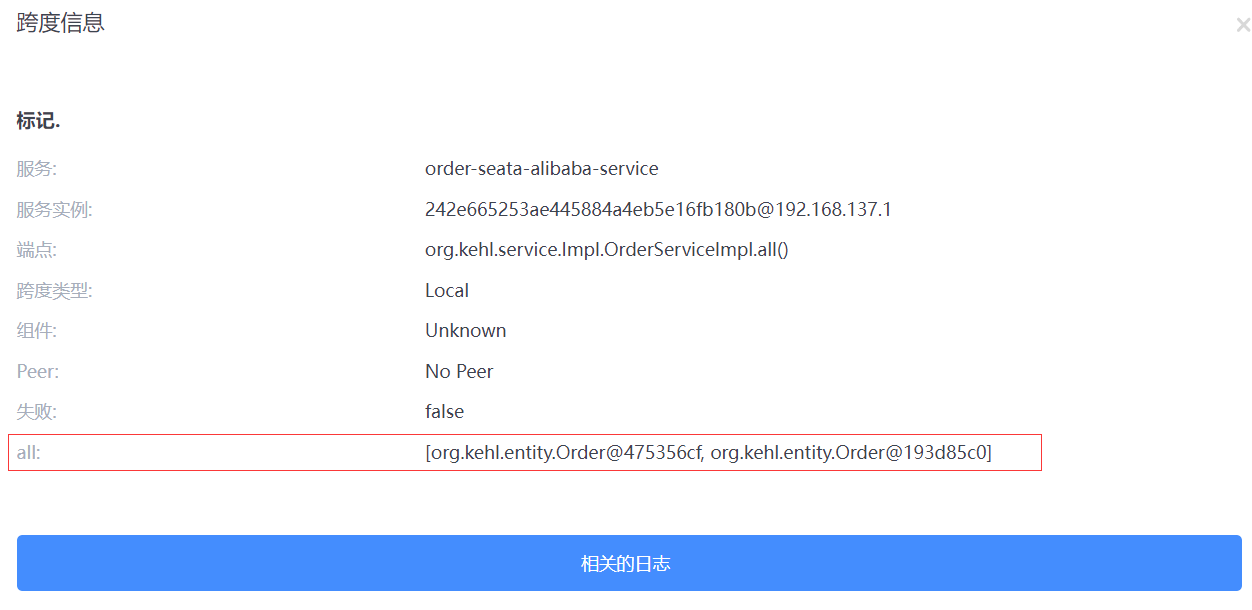 跨度信息
标记.
服务: order-seata-alibaba-service
服务实例: 242e665253ae445884a4eb5e16fb180b@192.168.137.1
端点: org.kehl.service.Impl.OrderServiceImpl.all()
跨度类型: Local
组件: Unknown
Peer: No Peer
失败: false
all: [org.kehl.entity.Order@475356cf, org.kehl.entity.Order@193d85c0]
相关的日志